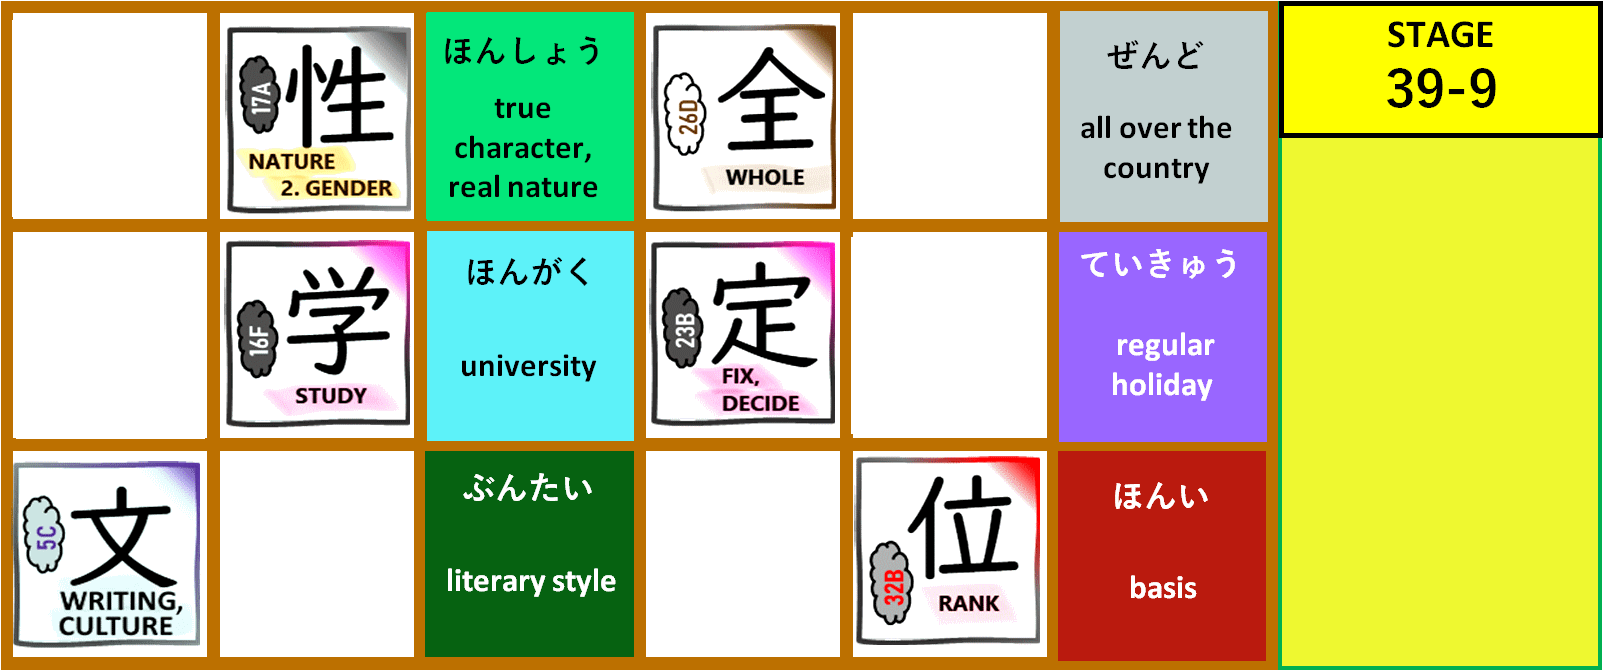 17A
性
NATURE
2. GENDER
ほんしょう
true
character,
real nature
26D
全
WHOLE
ぜんど
all over the
country
STAGE
39-9
16F
学
STUDY
ほんがく
university
23B
定
FIX,
DECIDE
ていきゅう
regular
holiday
5C
文
WRITING,
CULTURE
ぶんたい
literary style
32B
位
RANK
ほんい
basis